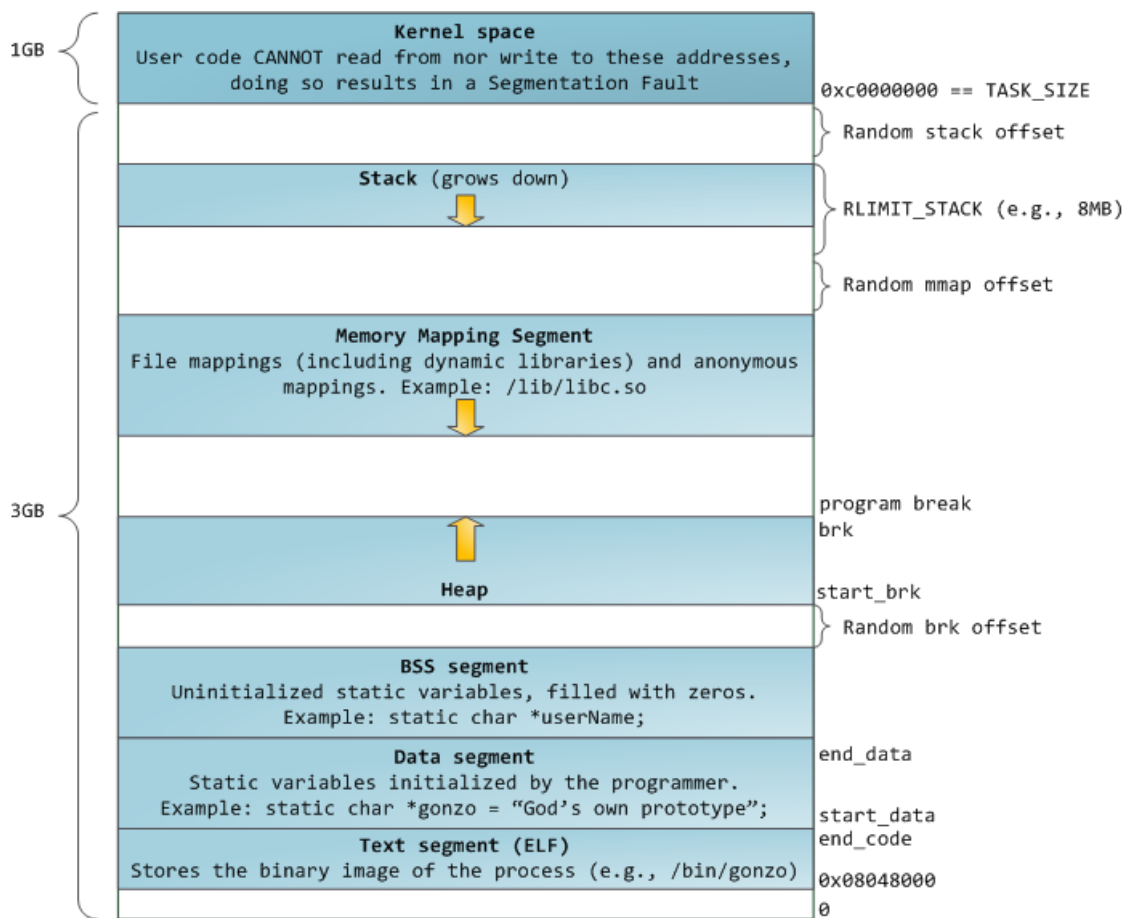 Kernel space
1GB
User code CANNOT read from nor write to these addresses,
doing so results in a Segmentation Fault
0xc0000000 == TASK_SIZE
Random stack offset
Stack (grows down)
RLIMIT_STACK (e.g., 8MB)
Random mmap offset
Memory Mapping Segment
File mappings (including dynamic libraries) and anonymous
mappings. Example: /lib/libc.so
3GB
program break
brk
Heap
start_brk
Random brk offset
BSS segment
Uninitialized static variables, filled with zeros.
Example: static char *userName;
Data segment
end_data
Static variables initialized by the programmer.
Example: static char *gonzo = “God’s own prototype”;
start_data
end_code
Text segment (ELF)
Stores the binary image of the process (e.g., /bin/gonzo)
0x08048000
0